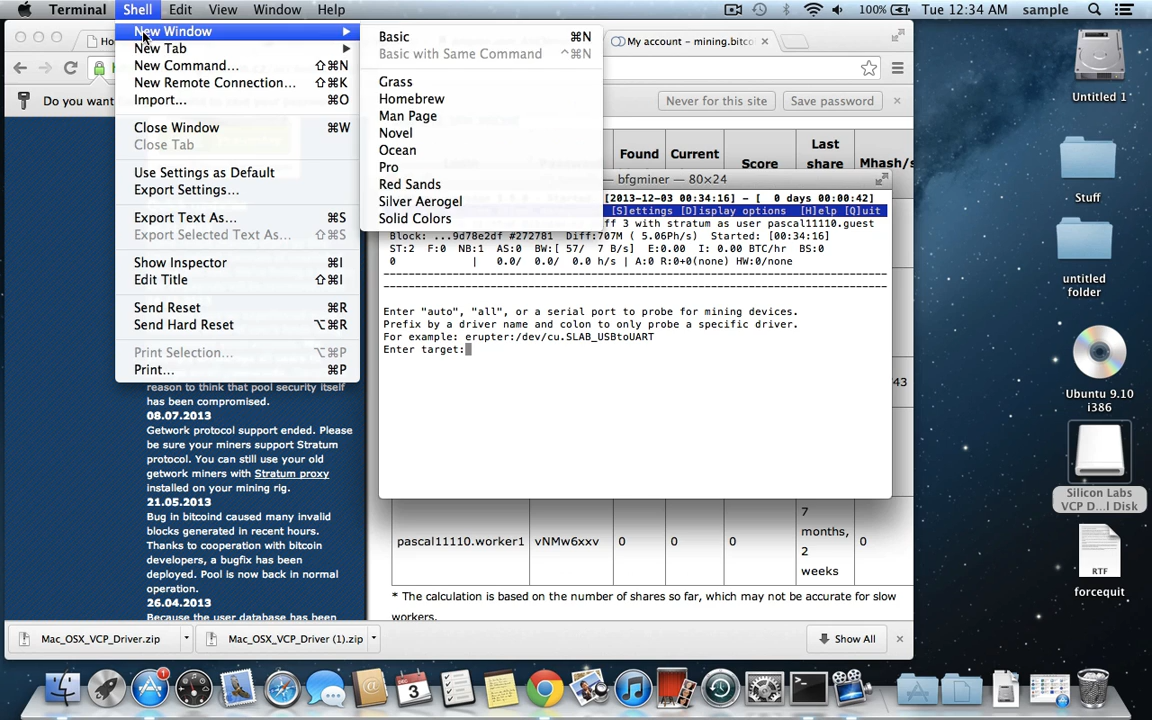 Terminal Shell Edit View Window Help 100% Tue 12:34 AM sample
New Window
New Tab
New Command... ⇧⌘N
New Remote Connection... ⇧⌘K
Import... ⌘O
Close Window ⌘W
Close Tab
Use Settings as Default
Export Settings...
Export Text As... ⌘S
Export Selected Text As... ⇧⌘S
Show Inspector ⌘I
Edit Title ⇧⌘I
Send Reset ⌘R
Send Hard Reset ⌥⌘R
Print Selection... ⌥⌘P
Print... ⌘P
Basic ⌘N
Basic with Same Command ^⌘N
Grass
Homebrew
Man Page
Novel
Ocean
Pro
Red Sands
Silver Aerogel
Solid Colors
My account - mining.bitco
Do you want
Never for this site
Save password
Found
Current
Score
Last
share
Mhash/s
bfgminer — 80×24
[2013-12-03 00:34:16] - [ 0 days 00:00:42]
[S]ettings [D]isplay options [H]elp [Q]uit
ff 3 with stratum as user pascal11110.guest
Block: ...9d78e2df #272781 Diff:707M ( 5.06Ph/s) Started: [00:34:16]
ST:2 F:0 NB:1 AS:0 BW:[ 57/ 7 B/s] E:0.00 I: 0.00 BTC/hr BS:0
0 | 0.0/ 0.0/ 0.0 h/s | A:0 R:0+0(none) HW:0/none
Enter "auto", "all", or a serial port to probe for mining devices.
Prefix by a driver name and colon to only probe a specific driver.
For example: erupter:/dev/cu.SLAB_USBtoUART
Enter target:
43
reason to think that pool security itself
has been compromised.
08.07.2013
Getwork protocol support ended. Please
be sure your miners support Stratum
protocol. You can still use your old
getwork miners with Stratum proxy
installed on your mining rig.
21.05.2013
Bug in bitcoind caused many invalid
blocks generated in recent hours.
Thanks to cooperation with bitcoin
developers, a bugfix has been
deployed. Pool is now back in normal
operation.
26.04.2013
Because the user database has been
pascal11110.worker1 vNMw6xxv 0 0 0
7
months,
2
weeks
0
* The calculation is based on the number of shares so far, which may not be accurate for slow
workers.
Mac_OSX_VCP_Driver.zip
Mac_OSX_VCP_Driver (1).zip
Show All
Untitled 1
Stuff
untitled
folder
Ubuntu 9.10
i386
Silicon Labs
VCP D...l Disk
RTF
forcequit
1
DEC
3